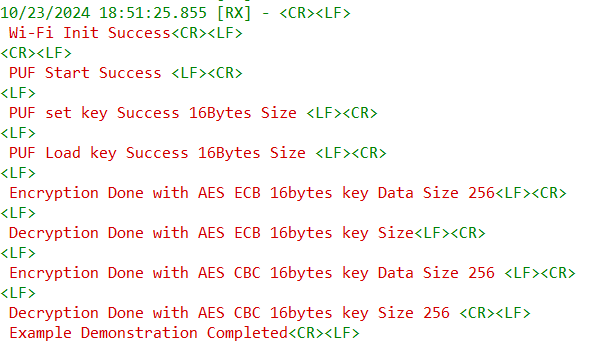 10/23/2024 18:51:25.855 [RX] - <CR><LF>
Wi-Fi Init Success<CR><LF>
<CR><LF>
PUF Start Success <LF><CR>
<LF>
PUF set key Success 16Bytes Size <LF><CR>
<LF>
PUF Load key Success 16Bytes Size <LF><CR>
<LF>
Encryption Done with AES ECB 16bytes key Data Size 256<LF><CR>
<LF>
Decryption Done with AES ECB 16bytes key Size<LF><CR>
<LF>
Encryption Done with AES CBC 16bytes key Data Size 256 <LF><CR>
<LF>
Decryption Done with AES CBC 16bytes key Size 256 <CR><LF>
Example Demonstration Completed<CR><LF>